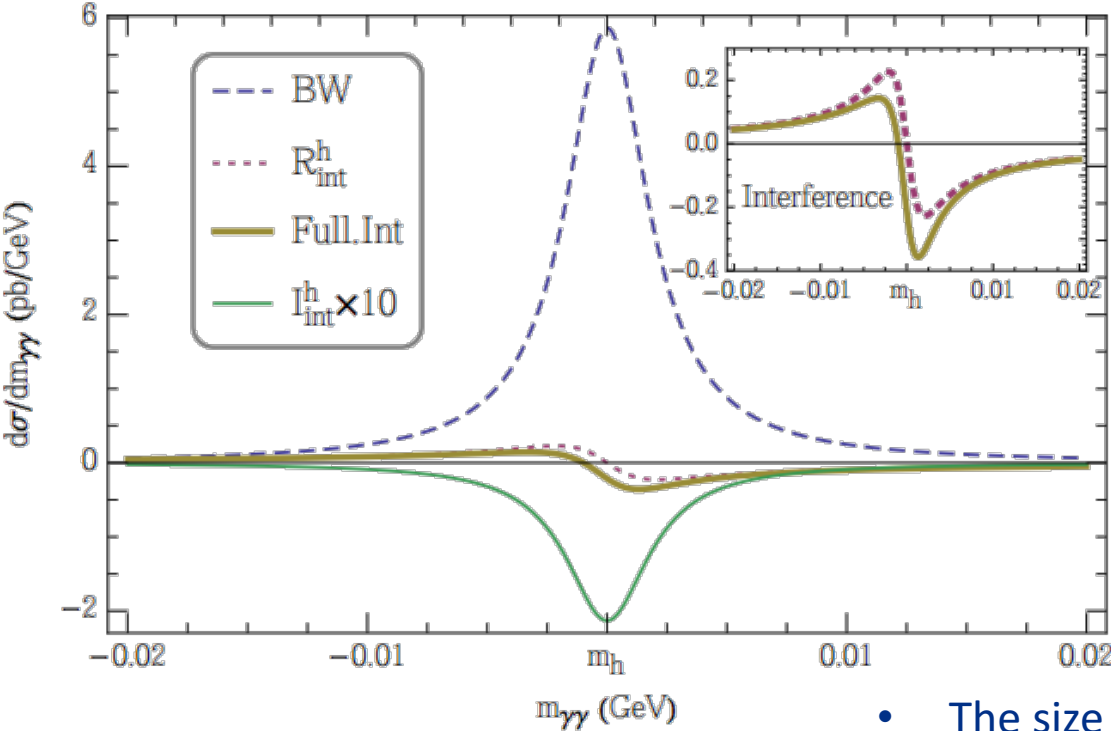 6
4
2
0
−2
dσ/dmγγ (pb/GeV)
BW
R^h_int
Full.Int
I^h_int×10
0.2
0.0
−0.2
−0.4
Interference
−0.02 −0.01 m_h 0.01 0.02
−0.02 −0.01 m_h 0.01 0.02
mγγ (GeV)
• The size